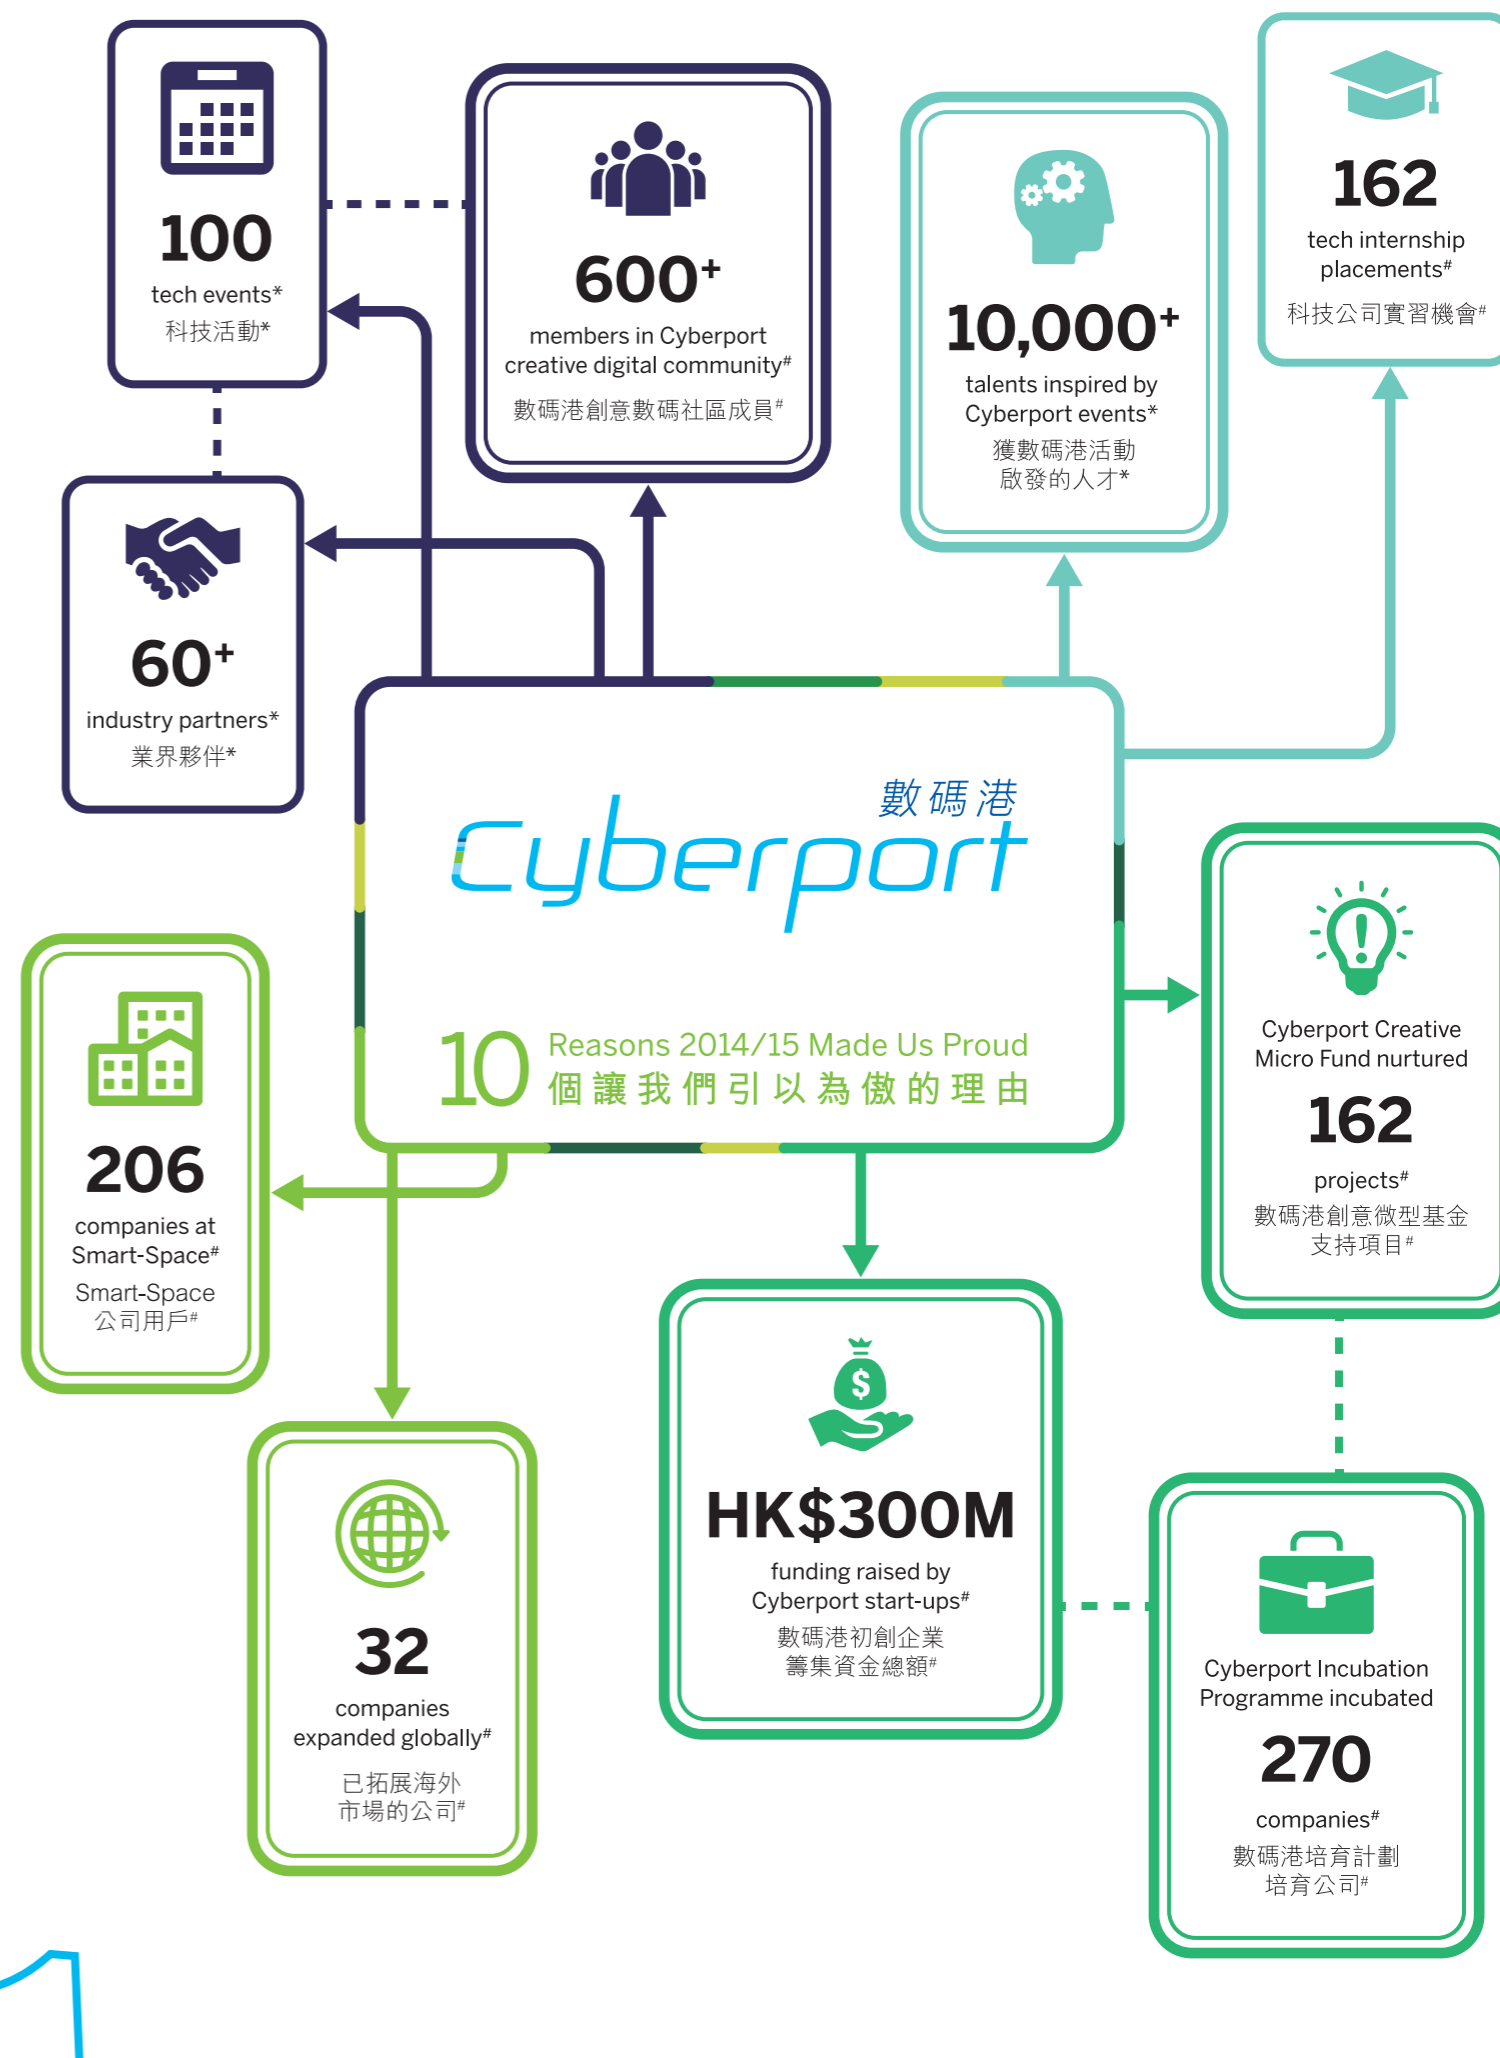 100
tech events*
科技活動*
600+
members in Cyberport
creative digital community#
數碼港創意數碼社區成員#
10,000+
talents inspired by
Cyberport events*
獲數碼港活動
啟發的人才*
162
tech internship
placements#
科技公司實習機會#
60+
industry partners*
業界夥伴*
數碼港
Cyberport
10 Reasons 2014/15 Made Us Proud
個讓我們引以為傲的理由
Cyberport Creative
Micro Fund nurtured
162
projects#
數碼港創意微型基金
支持項目#
206
companies at
Smart-Space#
Smart-Space
公司用戶#
$
HK$300M
funding raised by
Cyberport start-ups#
數碼港初創企業
籌集資金總額#
32
companies
expanded globally#
已拓展海外
市場的公司#
Cyberport Incubation
Programme incubated
270
companies#
數碼港培育計劃
培育公司#